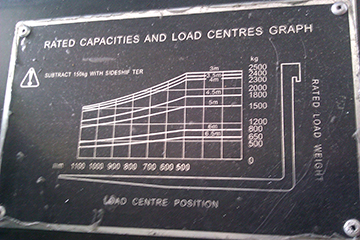 RATED CAPACITIES AND LOAD CENTRES GRAPH
SUBTRACT 150kg WITH SIDESHIFTER
kg
3m
3.5m
4m
4.5m
5m
6m
6.5m
2500
2400
2300
1800
1500
1200
800
650
500
0
mm 1100 1000 900 800 700 600 500
LOAD CENTRE POSITION
RATED LOAD WEIGHT